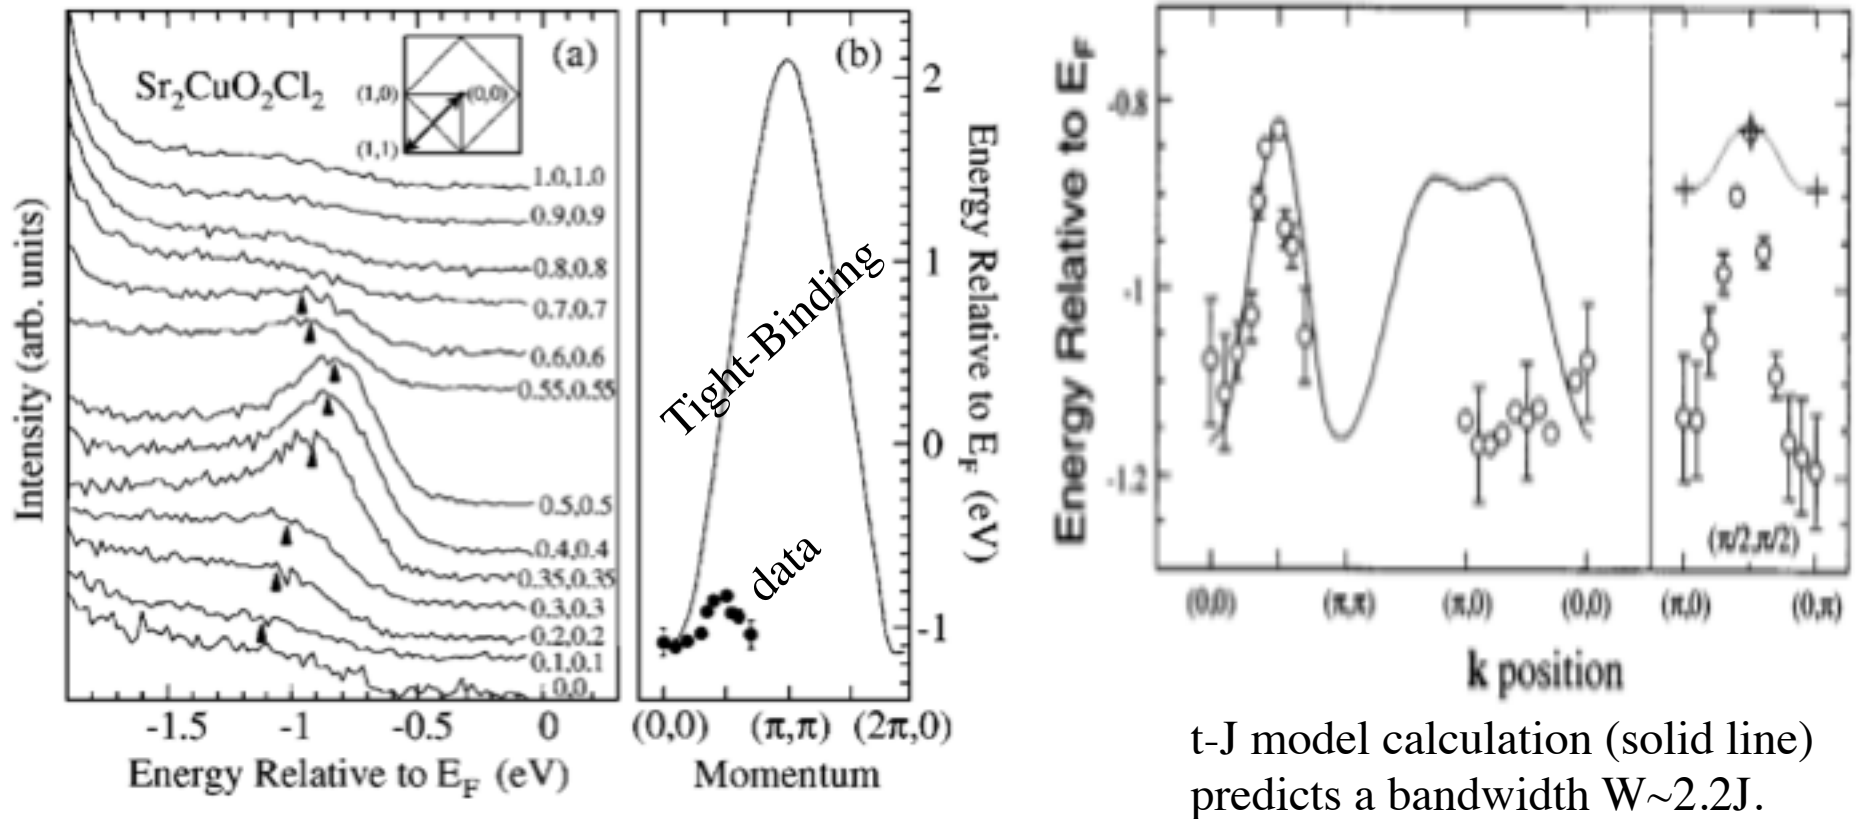 (a)
Sr2CuO2Cl2
(1,0)
(0,0)
(1,1)
1.0,1.0
0.9,0.9
0.8,0.8
0.7,0.7
0.6,0.6
0.55,0.55
0.5,0.5
0.4,0.4
0.35,0.35
0.3,0.3
0.2,0.2
0.1,0.1
0,0
Intensity (arb. units)
-1.5 -1 -0.5 0
Energy Relative to EF (eV)
(b)
2
1
0
-1
Energy Relative to EF (eV)
Tight-Binding
data
(0,0) (π,π) (2π,0)
Momentum
Energy Relative to EF
-0.8
-1
-1.2
(π/2,π/2)
(0,0) (π,π) (π,0) (0,0) (π,0) (0,π)
k position
t-J model calculation (solid line)
predicts a bandwidth W~2.2J.